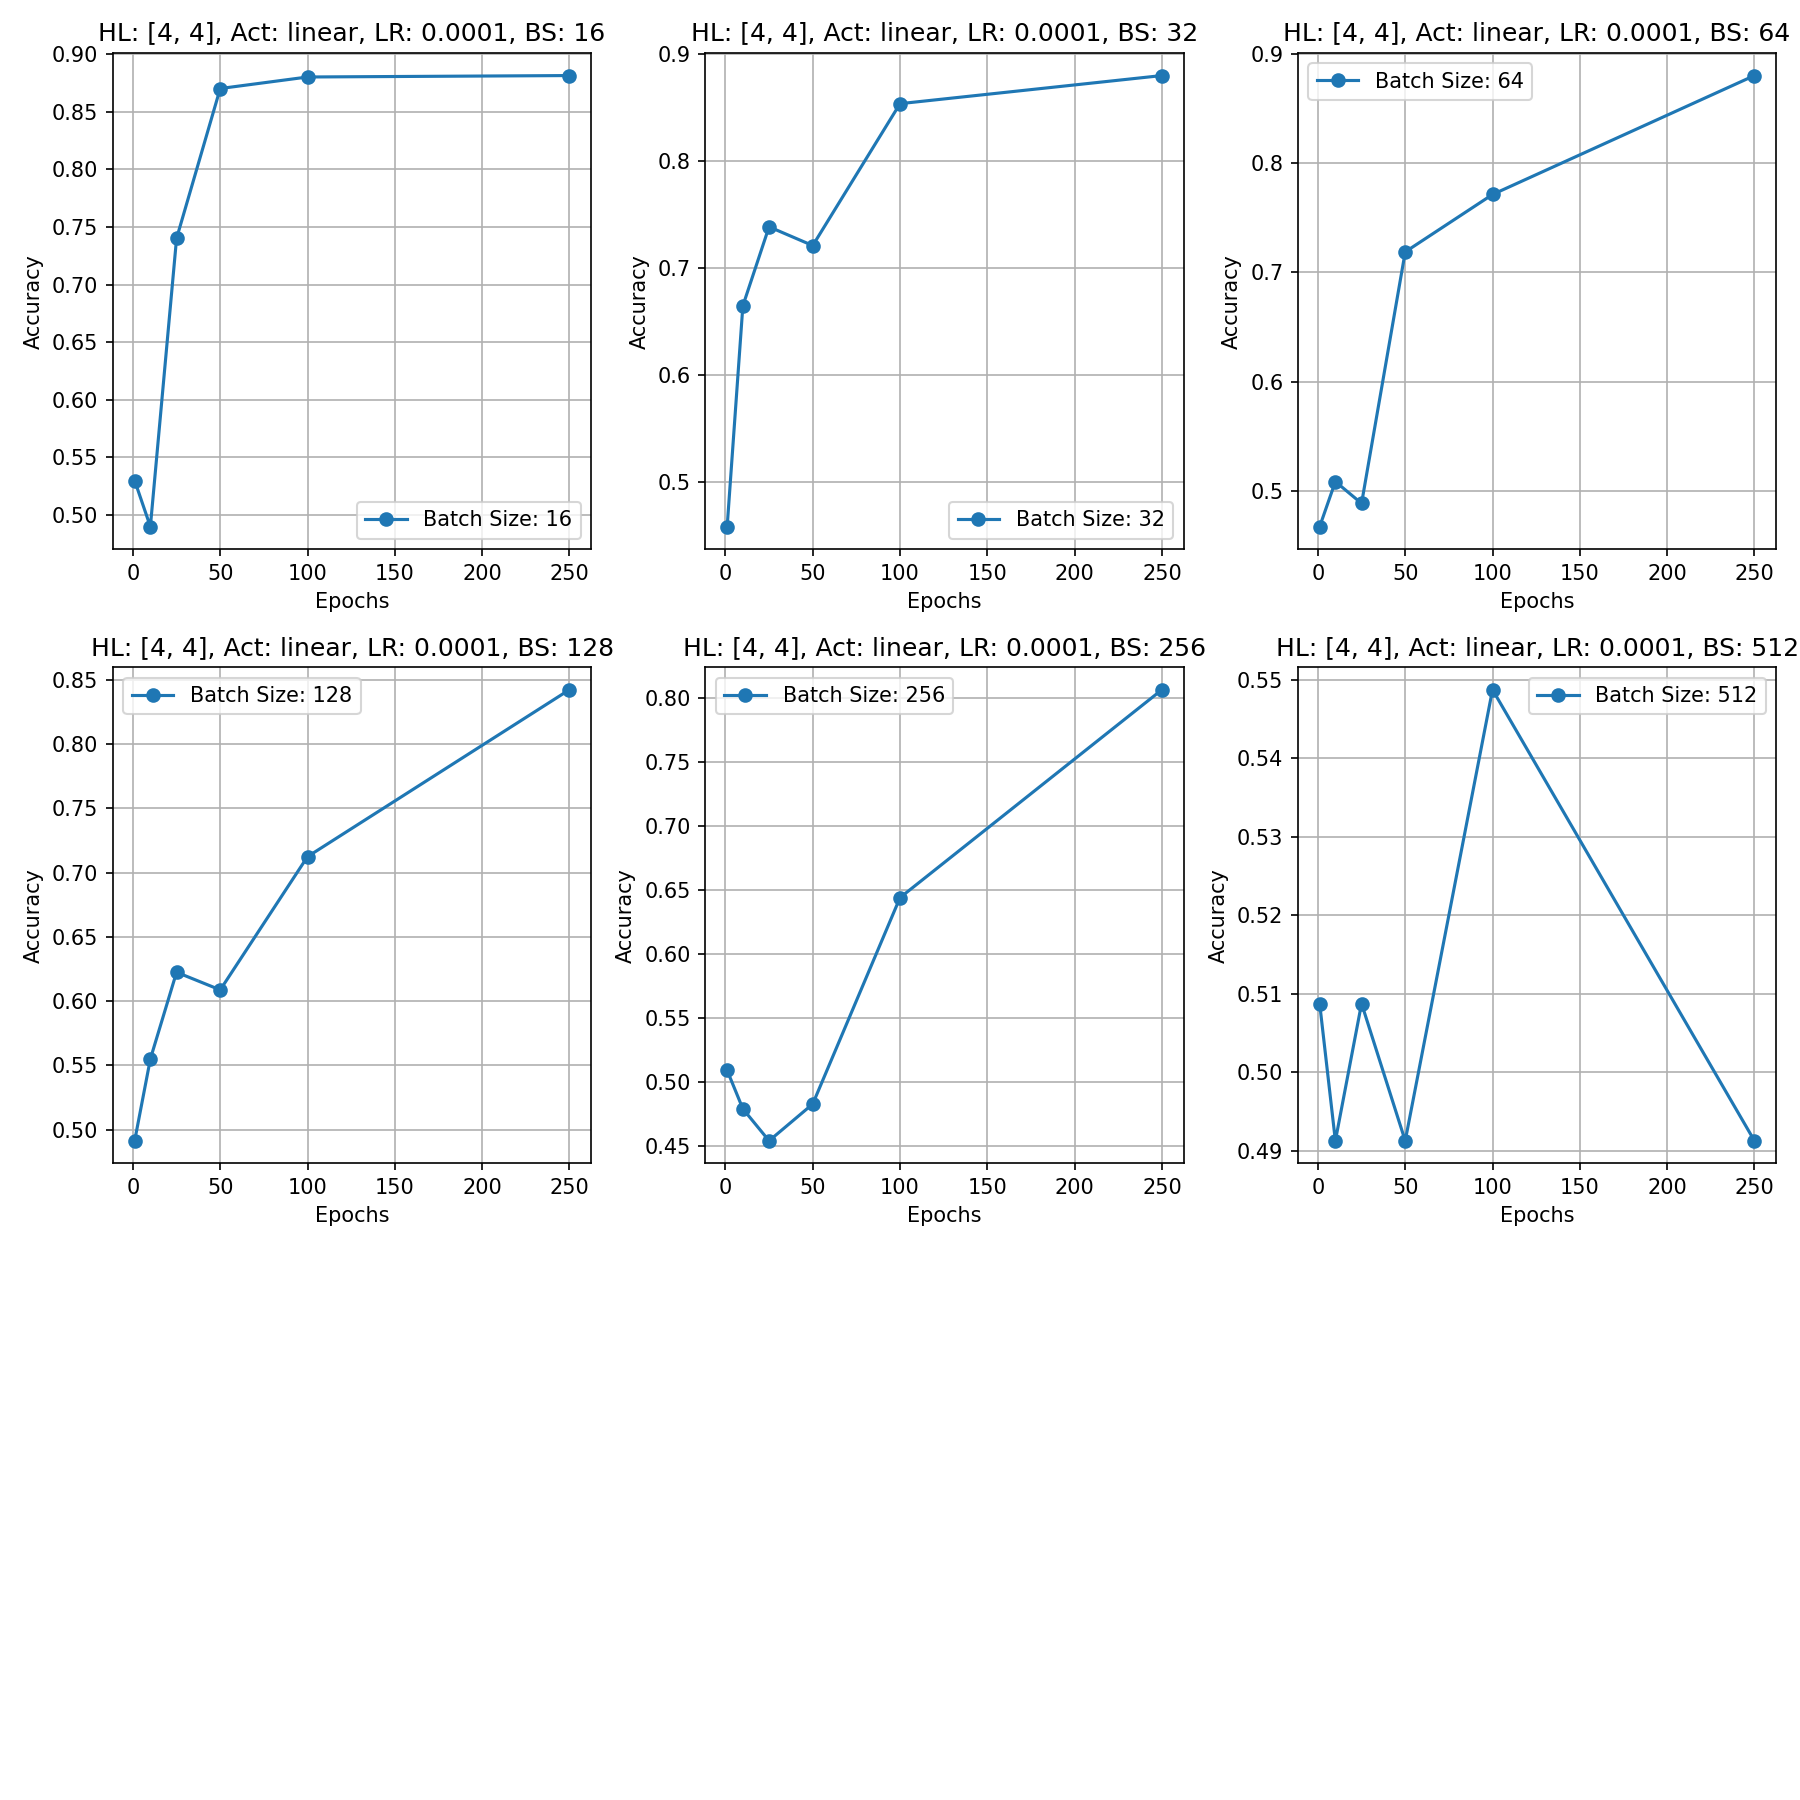 HL: [4, 4], Act: linear, LR: 0.0001, BS: 16
0.90
0.85
0.80
0.75
0.70
0.65
0.60
0.55
0.50
Accuracy
Batch Size: 16
0 50 100 150 200 250
Epochs
HL: [4, 4], Act: linear, LR: 0.0001, BS: 32
0.9
0.8
0.7
0.6
0.5
Accuracy
Batch Size: 32
0 50 100 150 200 250
Epochs
HL: [4, 4], Act: linear, LR: 0.0001, BS: 64
Batch Size: 64
0.9
0.8
0.7
0.6
0.5
Accuracy
0 50 100 150 200 250
Epochs
HL: [4, 4], Act: linear, LR: 0.0001, BS: 128
Batch Size: 128
0.85
0.80
0.75
0.70
0.65
0.60
0.55
0.50
Accuracy
0 50 100 150 200 250
Epochs
HL: [4, 4], Act: linear, LR: 0.0001, BS: 256
Batch Size: 256
0.80
0.75
0.70
0.65
0.60
0.55
0.50
0.45
Accuracy
0 50 100 150 200 250
Epochs
HL: [4, 4], Act: linear, LR: 0.0001, BS: 512
Batch Size: 512
0.55
0.54
0.53
0.52
0.51
0.50
0.49
Accuracy
0 50 100 150 200 250
Epochs